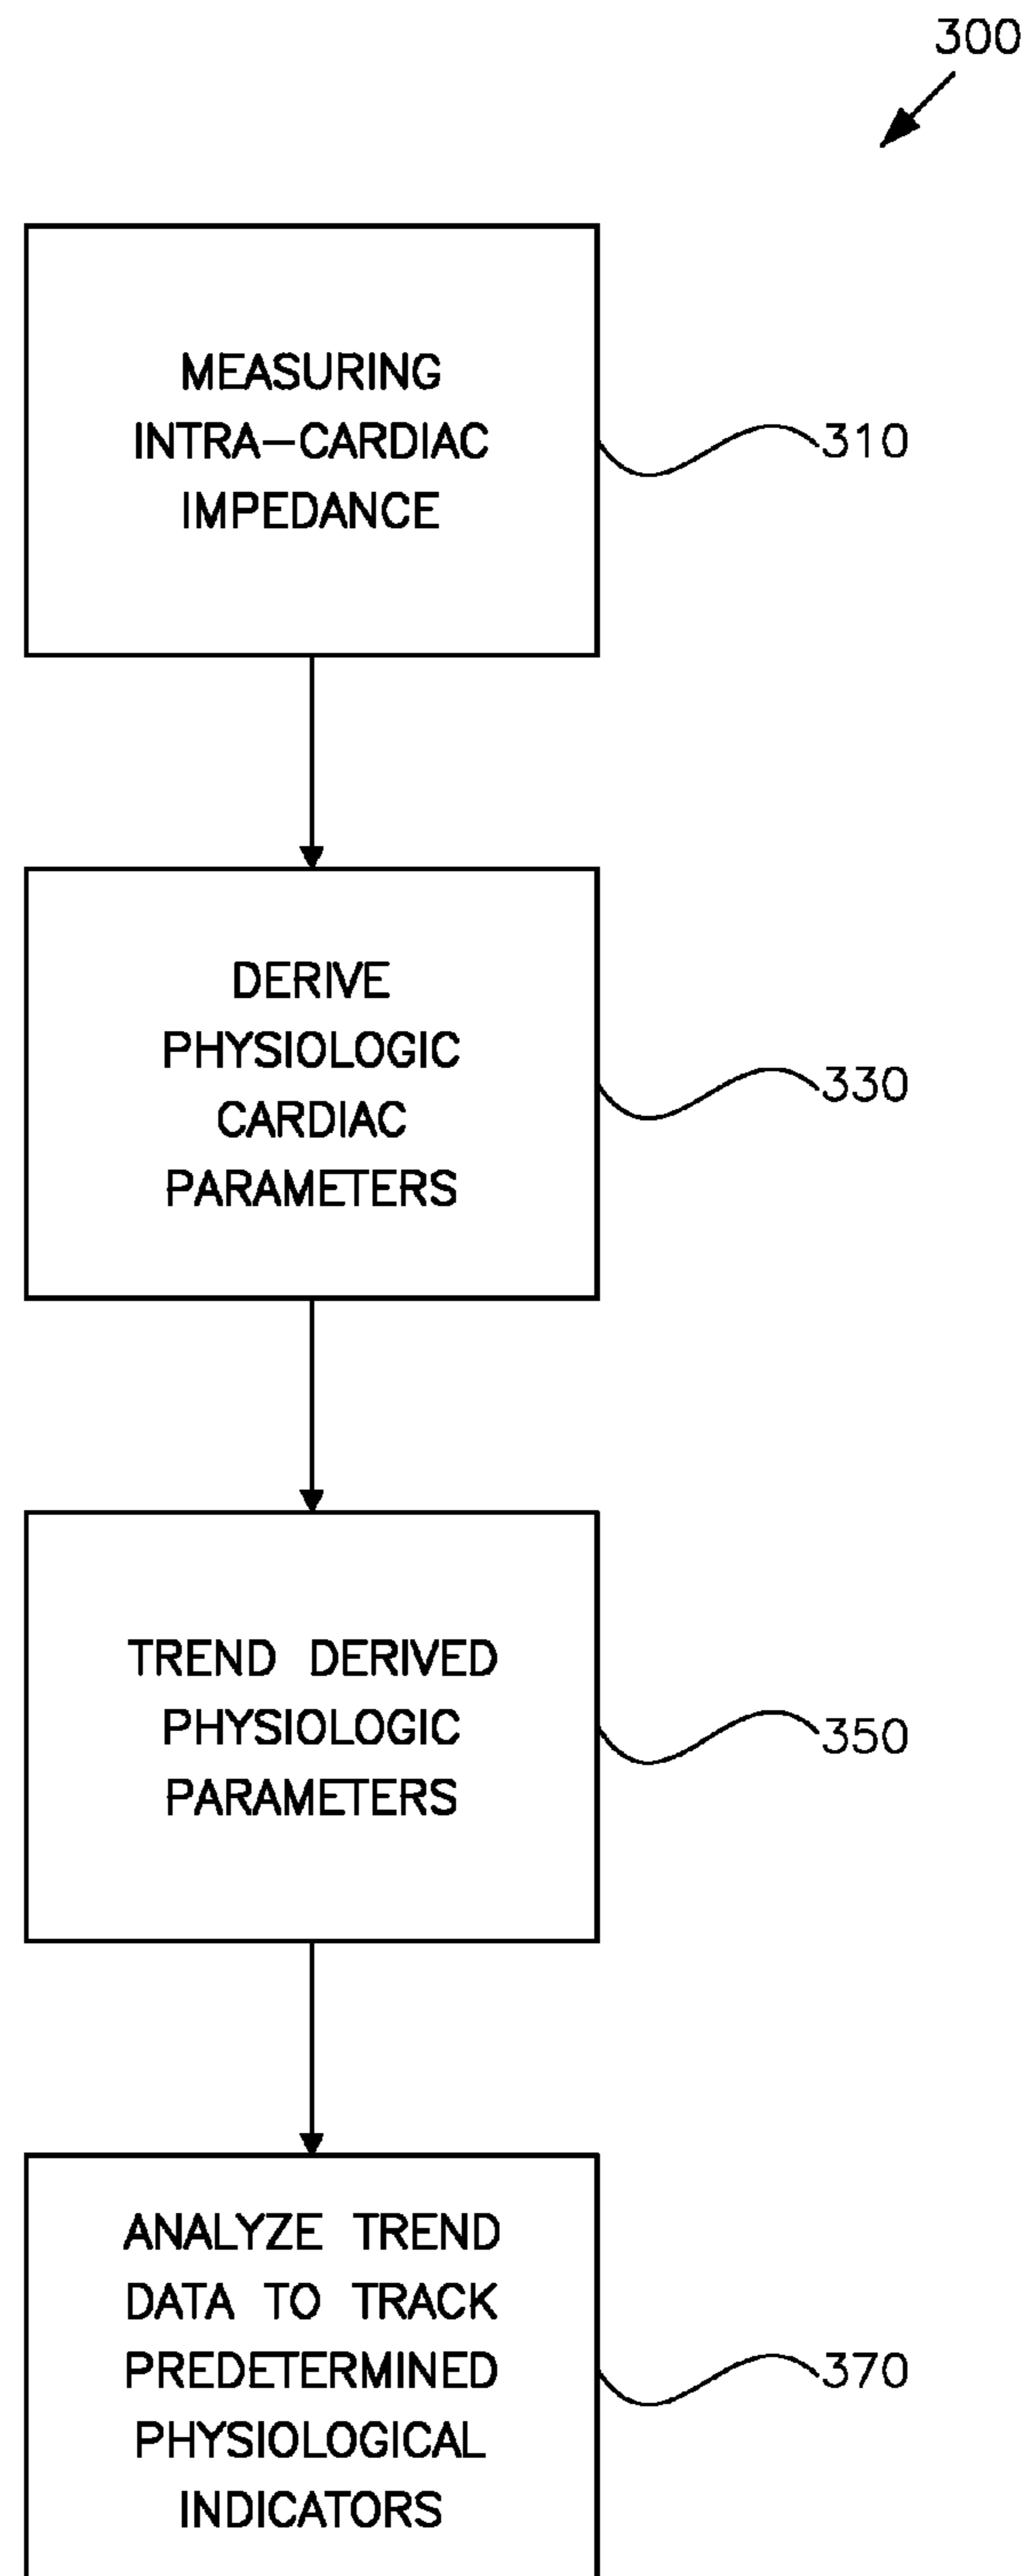 300
MEASURING
INTRA-CARDIAC
IMPEDANCE
310
DERIVE
PHYSIOLOGIC
CARDIAC
PARAMETERS
330
TREND DERIVED
PHYSIOLOGIC
PARAMETERS
350
ANALYZE TREND
DATA TO TRACK
PREDETERMINED
PHYSIOLOGICAL
INDICATORS
370